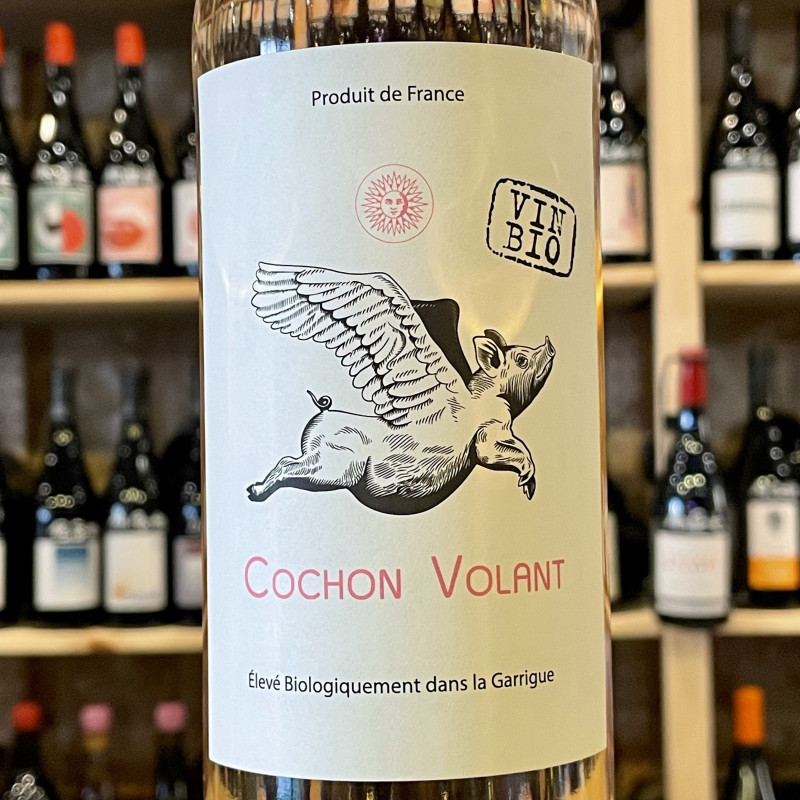 Produit de France
VIN
BIO
Cochon Volant
Élevé Biologiquement dans la Garrigue